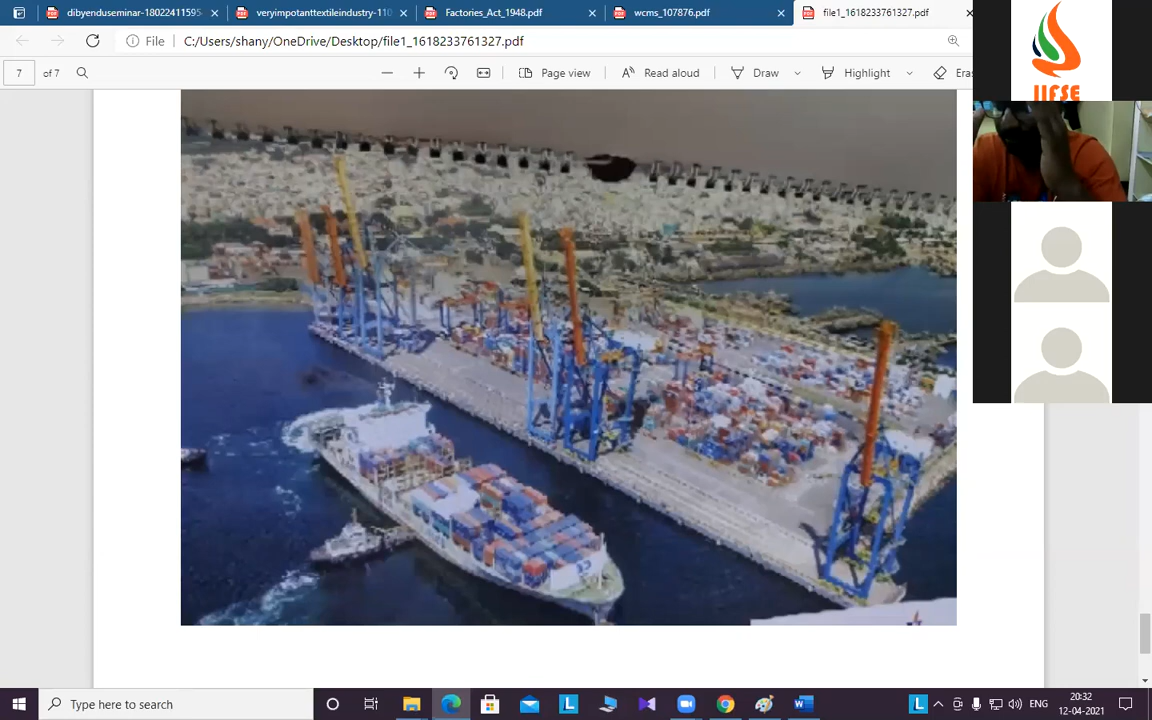 dibyenduseminar-18022411595
veryimpotanttextileindustry-110
Factories_Act_1948.pdf
wcms_107876.pdf
file1_1618233761327.pdf
File
C:/Users/shany/OneDrive/Desktop/file1_1618233761327.pdf
7
of 7
Page view
Read aloud
Draw
Highlight
Eras
IIFSE
Type here to search
ENG
20:32
12-04-2021